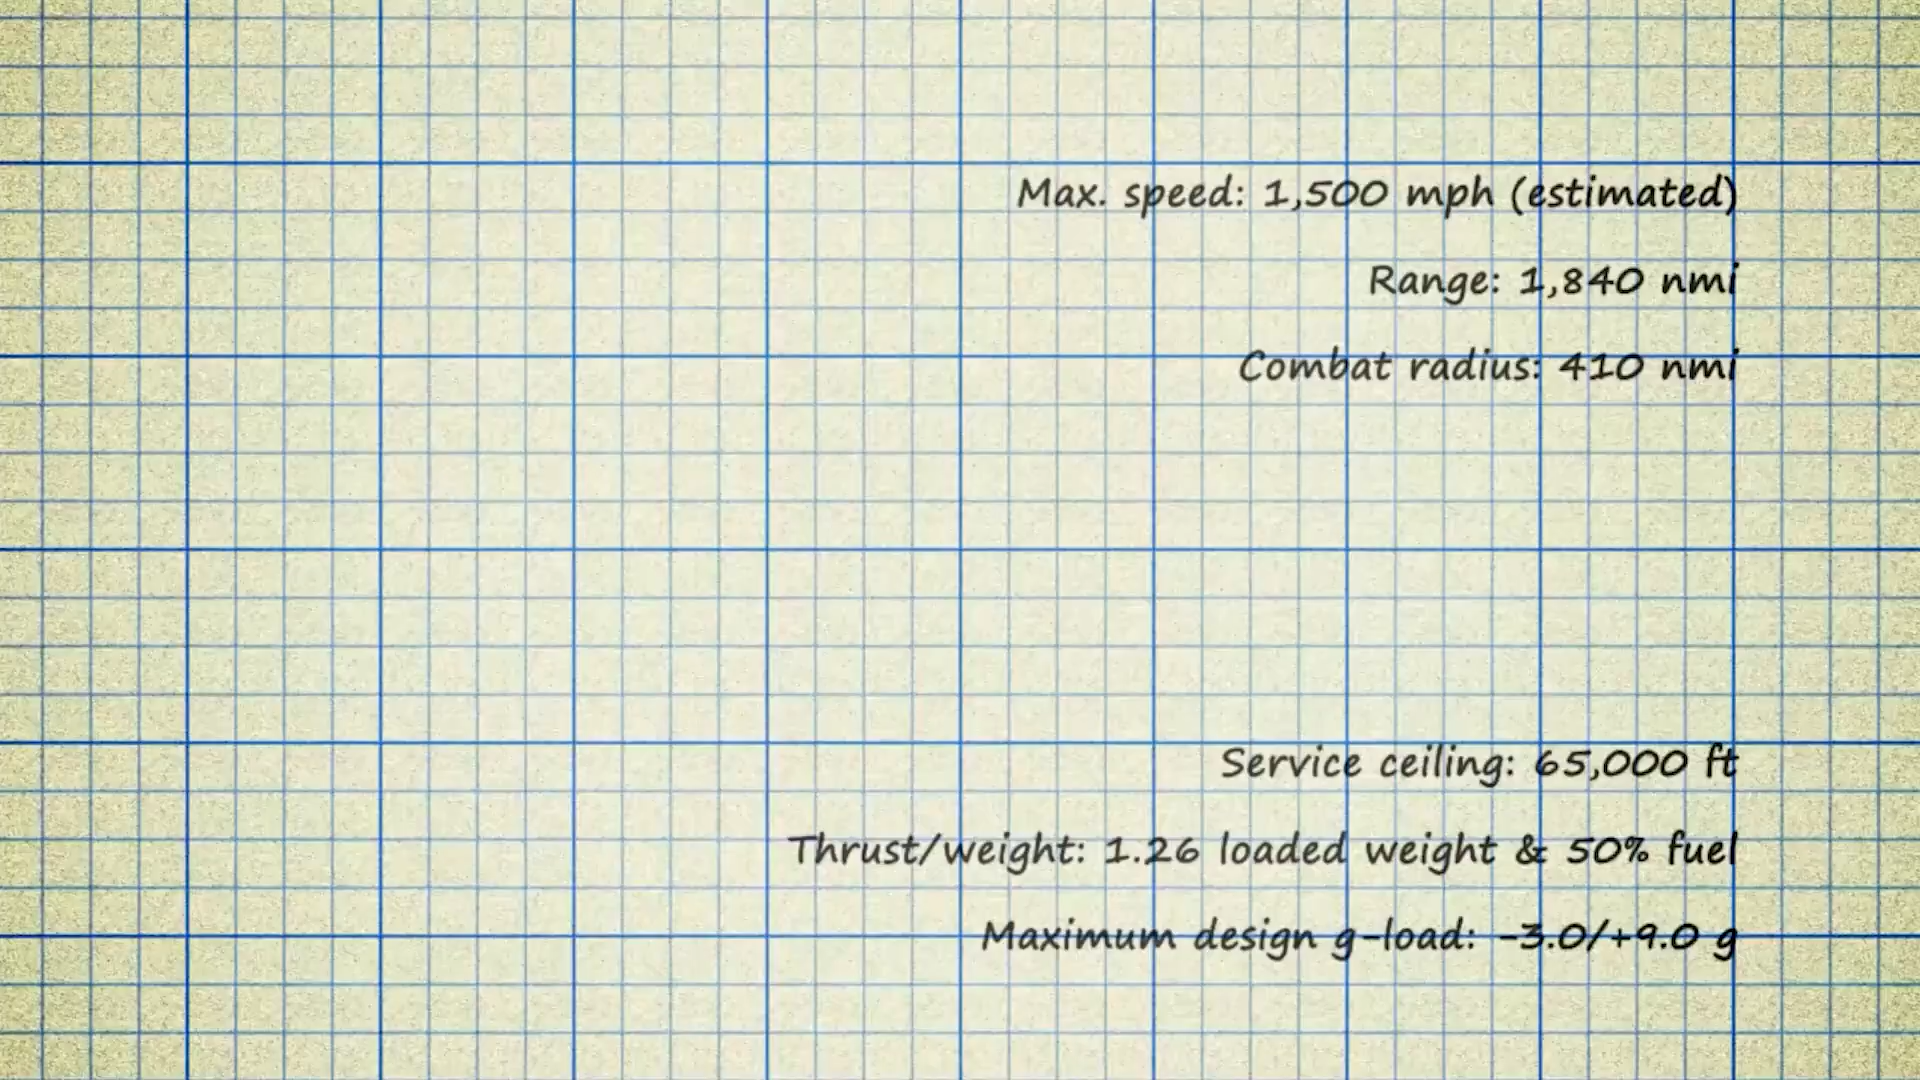 Max. speed: 1,500 mph (estimated)
Range: 1,840 nmi
Combat radius: 410 nmi
Service ceiling: 65,000 ft
Thrust/weight: 1.26 loaded weight & 50% fuel
Maximum design g-load: -3.0/+9.0 g